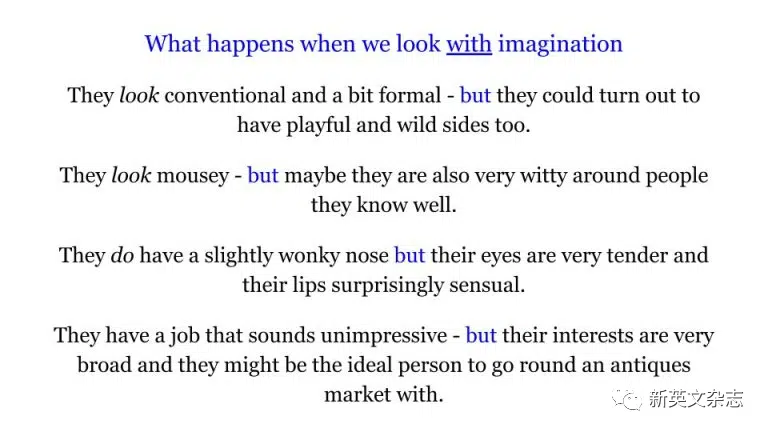 What happens when we look with imagination
They look conventional and a bit formal - but they could turn out to
have playful and wild sides too.
They look mousey - but maybe they are also very witty around people
they know well.
They do have a slightly wonky nose but their eyes are very tender and
their lips surprisingly sensual.
They have a job that sounds unimpressive - but their interests are very
broad and they might be the ideal person to go round an antiques
market with.
新英文杂志